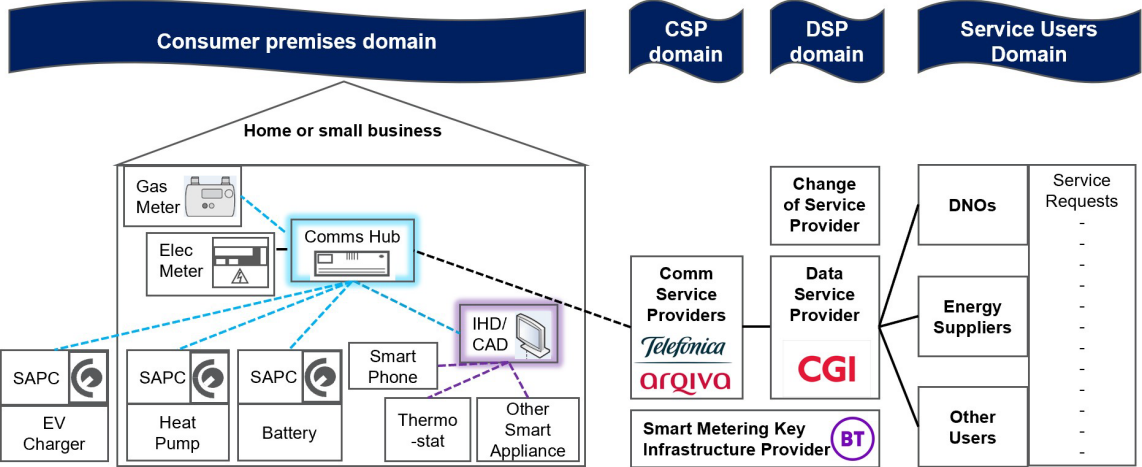 Consumer premises domain
CSP
domain
DSP
domain
Service Users
Domain
Home or small business
Gas
Meter
Elec
Meter
Comms Hub
IHD/
CAD
SAPC
EV
Charger
SAPC
Heat
Pump
SAPC
Battery
Smart
Phone
Thermo
-stat
Other
Smart
Appliance
Comm
Service
Providers
Telefónica
arqiva
Smart Metering Key
Infrastructure Provider
BT
Change
of Service
Provider
Data
Service
Provider
CGI
DNOs
Energy
Suppliers
Other
Users
Service
Requests
-
-
-
-
-
-
-
-
-
-
-
-